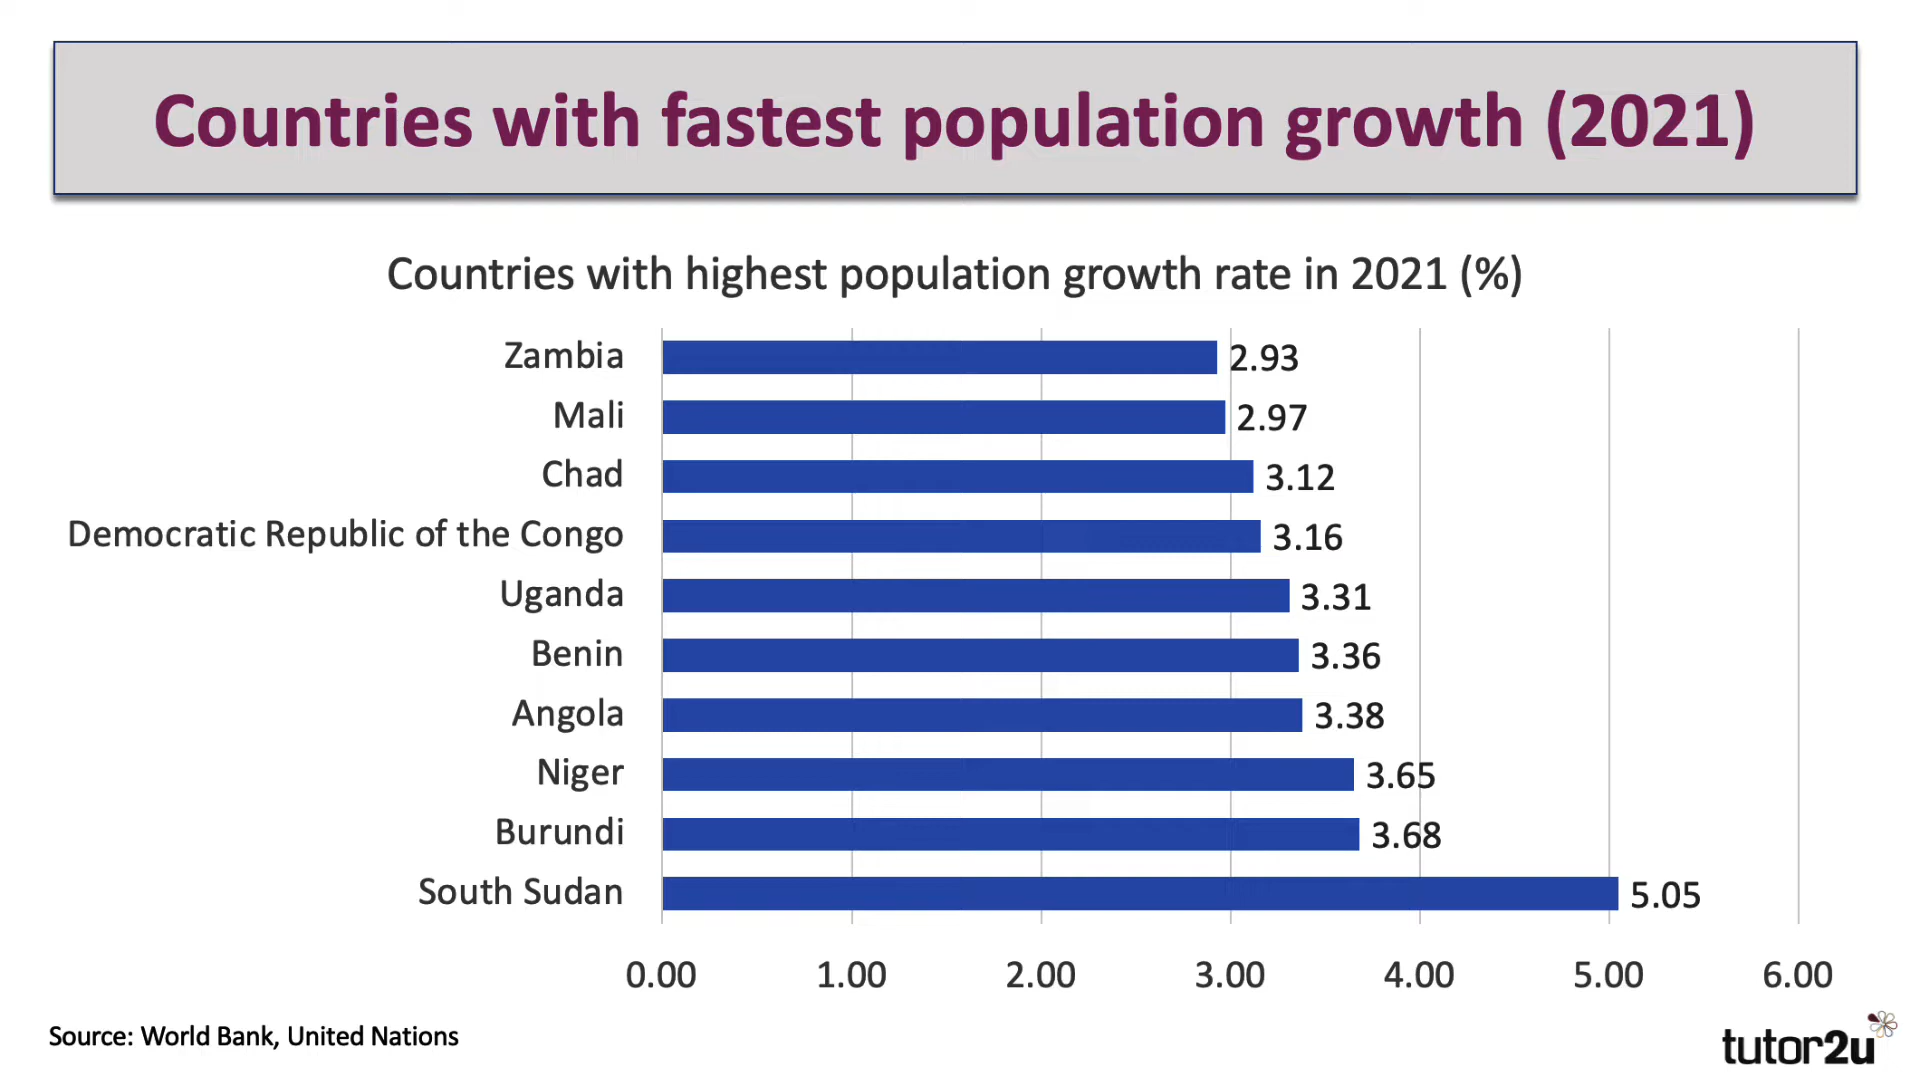 Countries with fastest population growth (2021)
Countries with highest population growth rate in 2021 (%)
Zambia 2.93
Mali 2.97
Chad 3.12
Democratic Republic of the Congo 3.16
Uganda 3.31
Benin 3.36
Angola 3.38
Niger 3.65
Burundi 3.68
South Sudan 5.05
0.00 1.00 2.00 3.00 4.00 5.00 6.00
Source: World Bank, United Nations
tutor2u